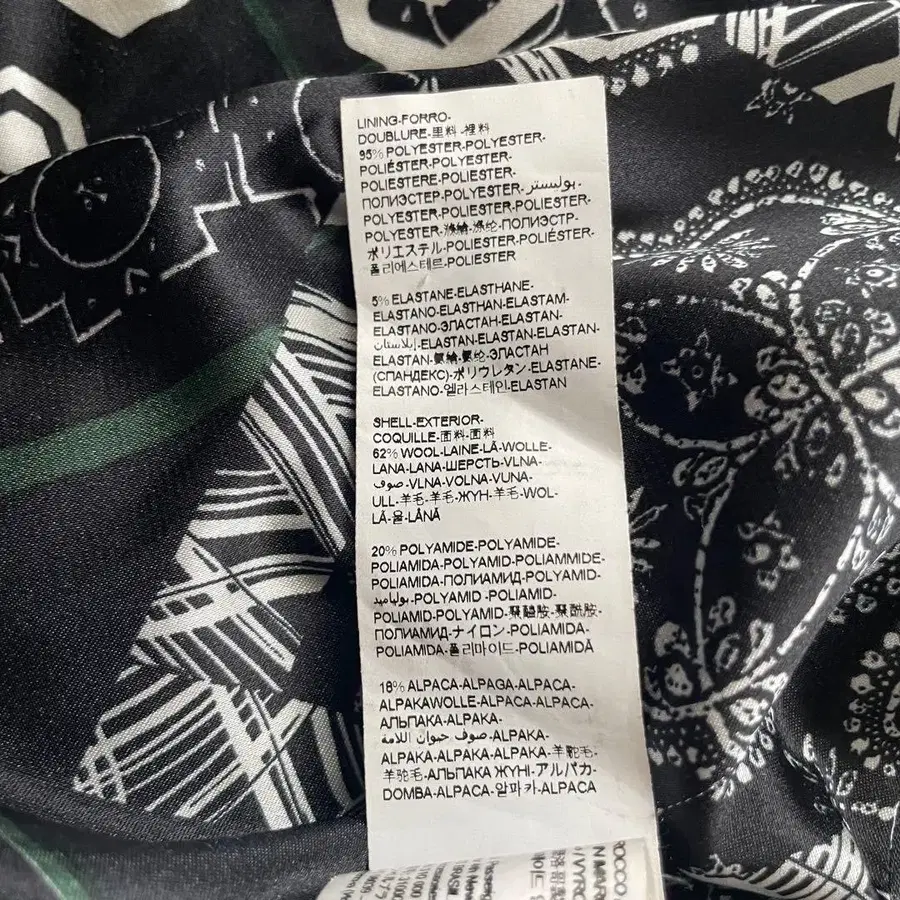 LINING-FORRO-
DOUBLURE-里料-裡料
95% POLYESTER-POLYESTER-
POLIÉSTER-POLYESTER-
POLIESTERE-POLIESTER-
ПОЛИЭСТЕР-POLYESTER-بوليستر-
POLYESTER-POLIESTER-POLIESTER-
POLYESTER-滌綸-涤纶-ПОЛИЭСТР-
ポリエステル-POLIESTER-POLIÉSTER-
폴리에스테르-POLIESTER
5% ELASTANE-ELASTHANE-
ELASTANO-ELASTHAN-ELASTAM-
ELASTANO-ЭЛАСТАН-ELASTAN-
إيلاستان-ELASTAN-ELASTAN-ELASTAN-
ELASTAN-氨綸-氨纶-ЭЛАСТАН
(СПАНДЕКС)-ポリウレタン-ELASTANE-
ELASTANO-엘라스테인-ELASTAN
SHELL-EXTERIOR-
COQUILLE-面料-面料
62% WOOL-LAINE-LÃ-WOLLE-
LANA-LANA-ШЕРСТЬ-VLNA-
صوف-VLNA-VOLNA-VUNA-
ULL-羊毛-羊毛-ЖҮН-羊毛-WOL-
LÃ-울-LÂNĂ
20% POLYAMIDE-POLYAMIDE-
POLIAMIDA-POLYAMID-POLIAMMIDE-
POLIAMIDA-ПОЛИАМИД-POLYAMID-
بولياميد-POLYAMID-POLIAMID-
POLIAMID-POLYAMID-聚醯胺-聚酰胺-
ПОЛИАМИД-ナイロン-POLIAMIDA-
POLIAMIDA-폴리마이드-POLIAMIDĂ
18% ALPACA-ALPAGA-ALPACA-
ALPAKAWOLLE-ALPACA-ALPACA-
АЛЬПАКА-ALPAKA-
صوف حيوان اللامة-ALPAKA-
ALPAKA-ALPAKA-ALPAKA-羊驼毛-
羊驼毛-АЛЬПАКА ЖҮНІ-アルパカ-
DOMBA-ALPACA-알파카-ALPACA